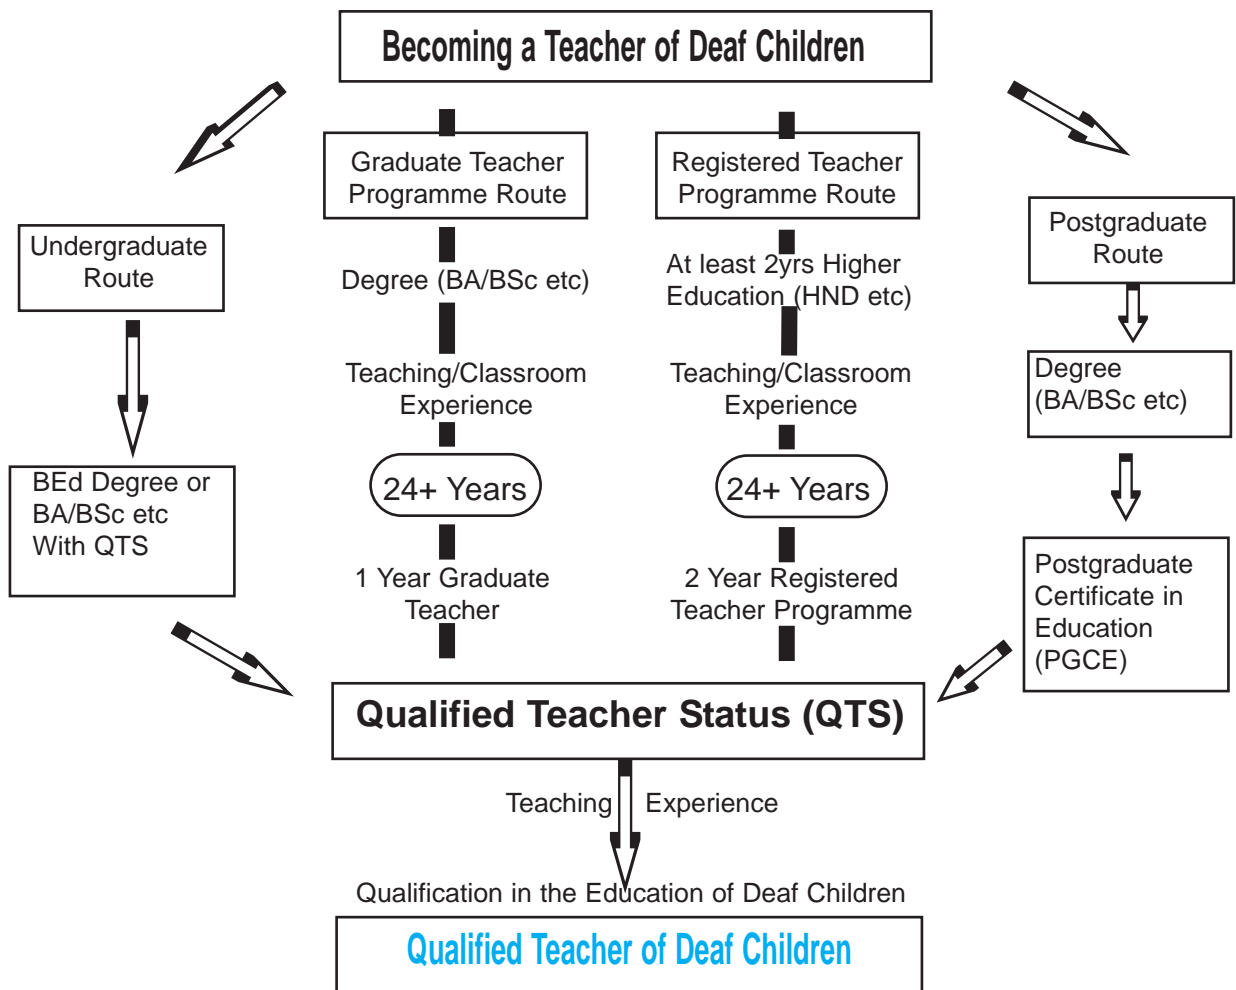 Becoming a Teacher of Deaf Children
Undergraduate
Route
BEd Degree or
BA/BSc etc
With QTS
Graduate Teacher
Programme Route
Degree (BA/BSc etc)
Teaching/Classroom
Experience
24+ Years
1 Year Graduate
Teacher
Registered Teacher
Programme Route
At least 2yrs Higher
Education (HND etc)
Teaching/Classroom
Experience
24+ Years
2 Year Registered
Teacher Programme
Postgraduate
Route
Degree
(BA/BSc etc)
Postgraduate
Certificate in
Education
(PGCE)
Qualified Teacher Status (QTS)
Teaching Experience
Qualification in the Education of Deaf Children
Qualified Teacher of Deaf Children